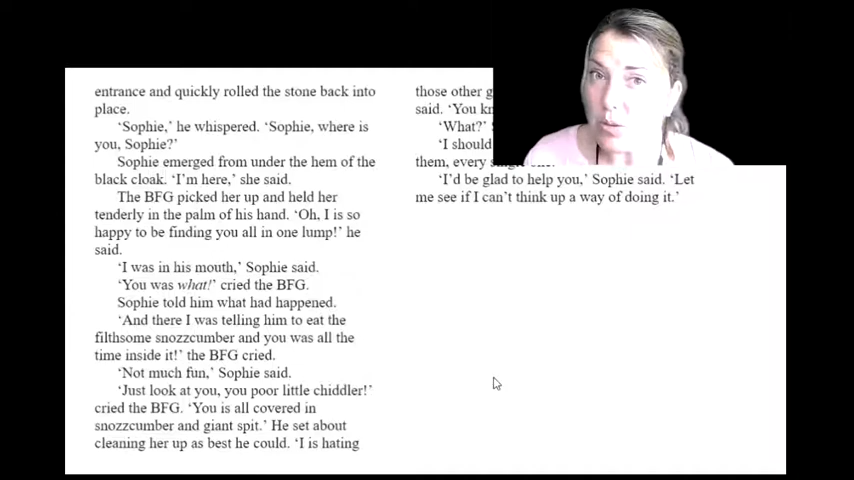 entrance and quickly rolled the stone back into
place.
‘Sophie,’ he whispered. ‘Sophie, where is
you, Sophie?’
Sophie emerged from under the hem of the
black cloak. ‘I’m here,’ she said.
The BFG picked her up and held her
tenderly in the palm of his hand. ‘Oh, I is so
happy to be finding you all in one lump!’ he
said.
‘I was in his mouth,’ Sophie said.
‘You was what!’ cried the BFG.
Sophie told him what had happened.
‘And there I was telling him to eat the
filthsome snozzcumber and you was all the
time inside it!’ the BFG cried.
‘Not much fun,’ Sophie said.
‘Just look at you, you poor little chiddler!’
cried the BFG. ‘You is all covered in
snozzcumber and giant spit.’ He set about
cleaning her up as best he could. ‘I is hating
those other
said. ‘You
‘What?’
‘I should
them, every
‘I’d be glad to help you,’ Sophie said. ‘Let
me see if I can’t think up a way of doing it.’